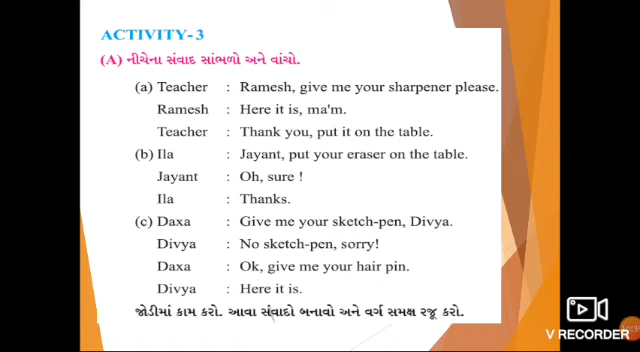 ACTIVITY-3
(A) નીચેના સંવાદ સાંભળો અને વાંચો.
(a) Teacher : Ramesh, give me your sharpener please.
Ramesh : Here it is, ma'm.
Teacher : Thank you, put it on the table.
(b) Ila : Jayant, put your eraser on the table.
Jayant : Oh, sure !
Ila : Thanks.
(c) Daxa : Give me your sketch-pen, Divya.
Divya : No sketch-pen, sorry!
Daxa : Ok, give me your hair pin.
Divya : Here it is.
જોડીમાં કામ કરો. આવા સંવાદો બનાવો અને વર્ગ સમક્ષ રજૂ કરો.
V RECORDER